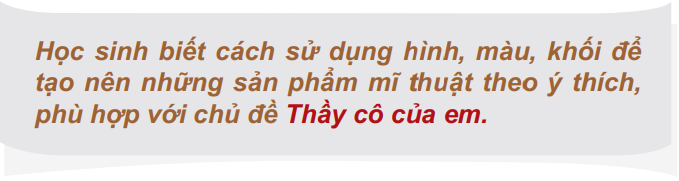 Học sinh biết cách sử dụng hình, màu, khối để
tạo nên những sản phẩm mĩ thuật theo ý thích,
phù hợp với chủ đề Thầy cô của em.